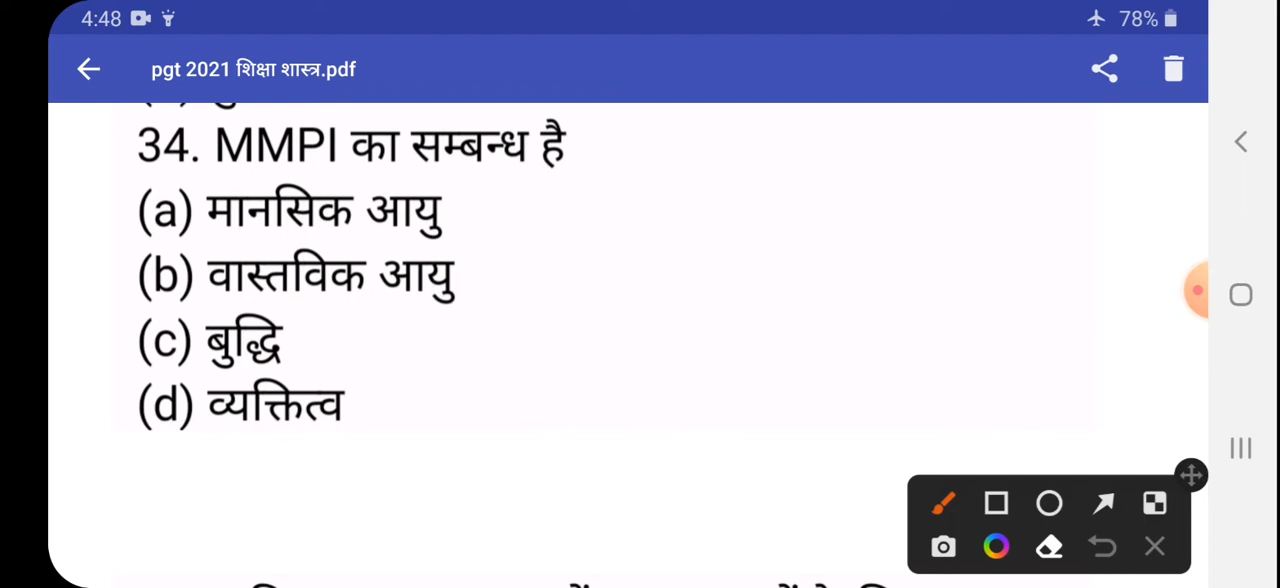 4:48 78%
pgt 2021 शिक्षा शास्त्र.pdf
34. MMPI का सम्बन्ध है
(a) मानसिक आयु
(b) वास्तविक आयु
(c) बुद्धि
(d) व्यक्तित्व